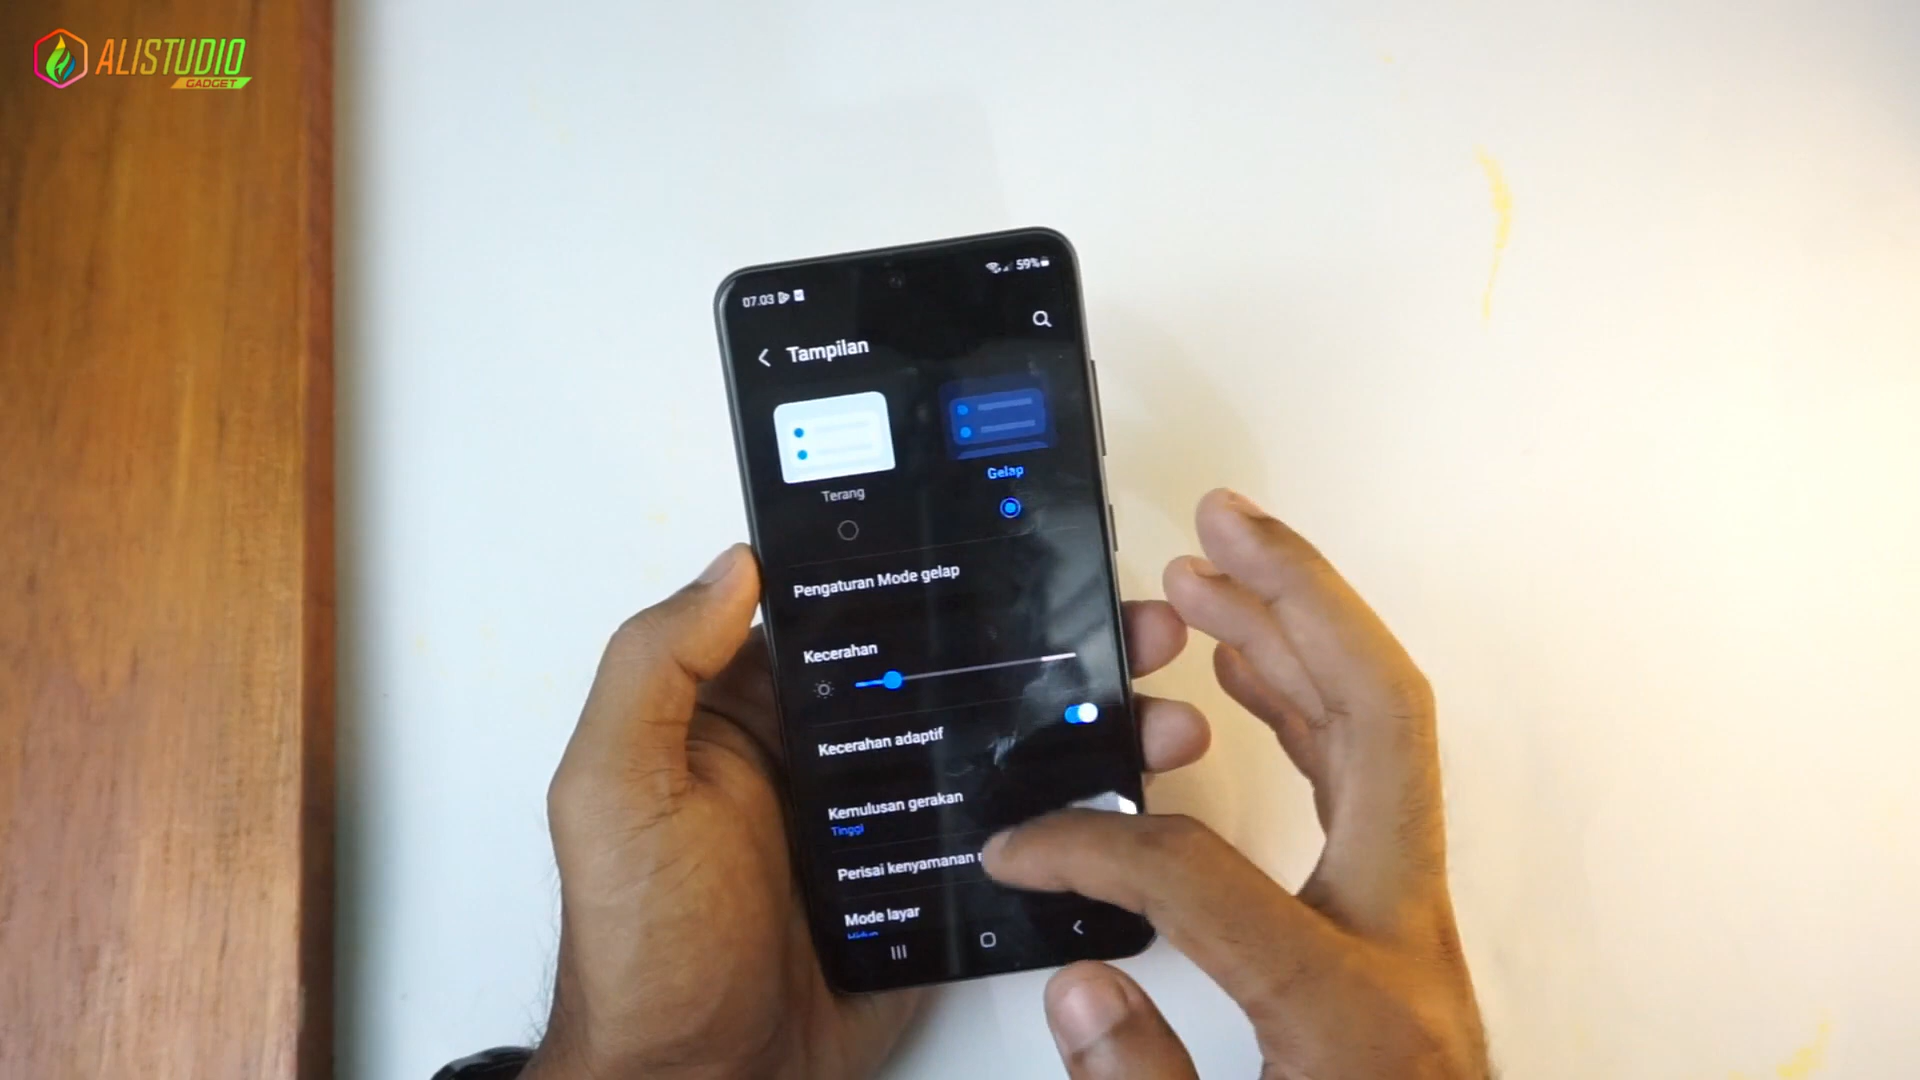 ALISTUDIO
GADGET
07.03
59%
Tampilan
Terang
Gelap
Pengaturan Mode gelap
Kecerahan
Kecerahan adaptif
Kemulusan gerakan
Tinggi
Perisai kenyamanan
Mode layar
Hidup